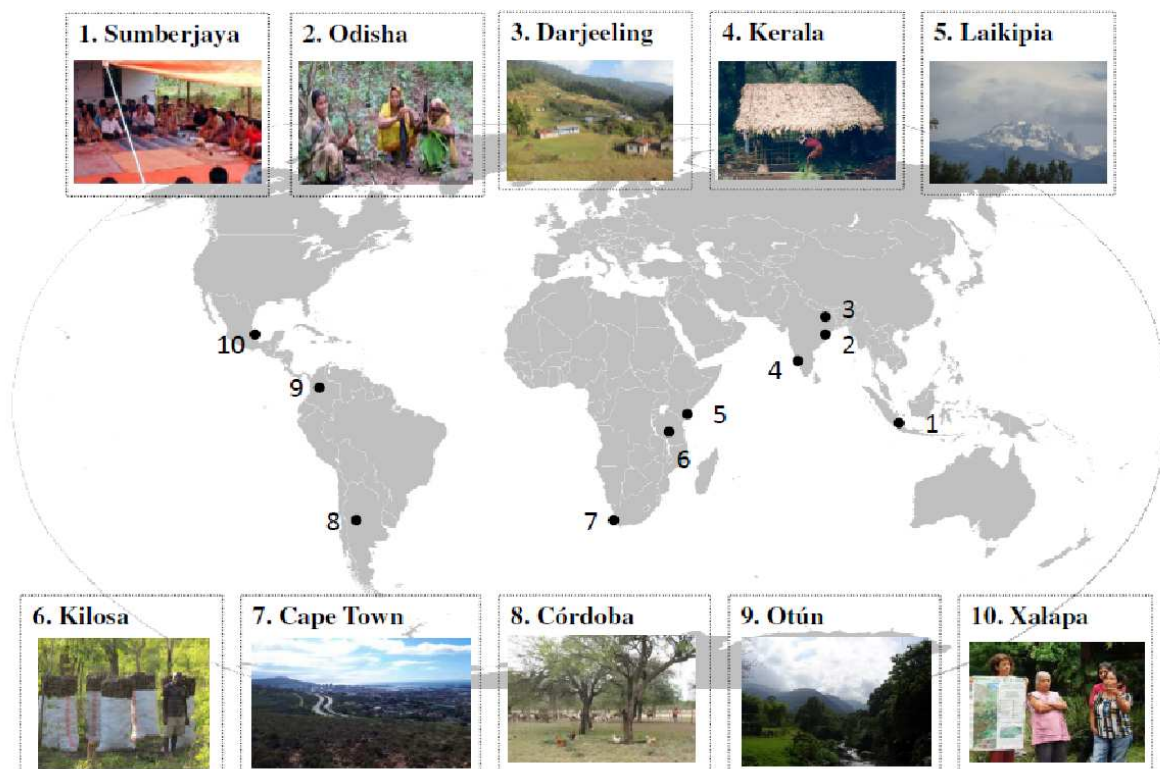 1. Sumberjaya
2. Odisha
3. Darjeeling
4. Kerala
5. Laikipia
3
2
10
4
9
5
1
6
8
7
6. Kilosa
7. Cape Town
8. Córdoba
9. Otún
10. Xalapa